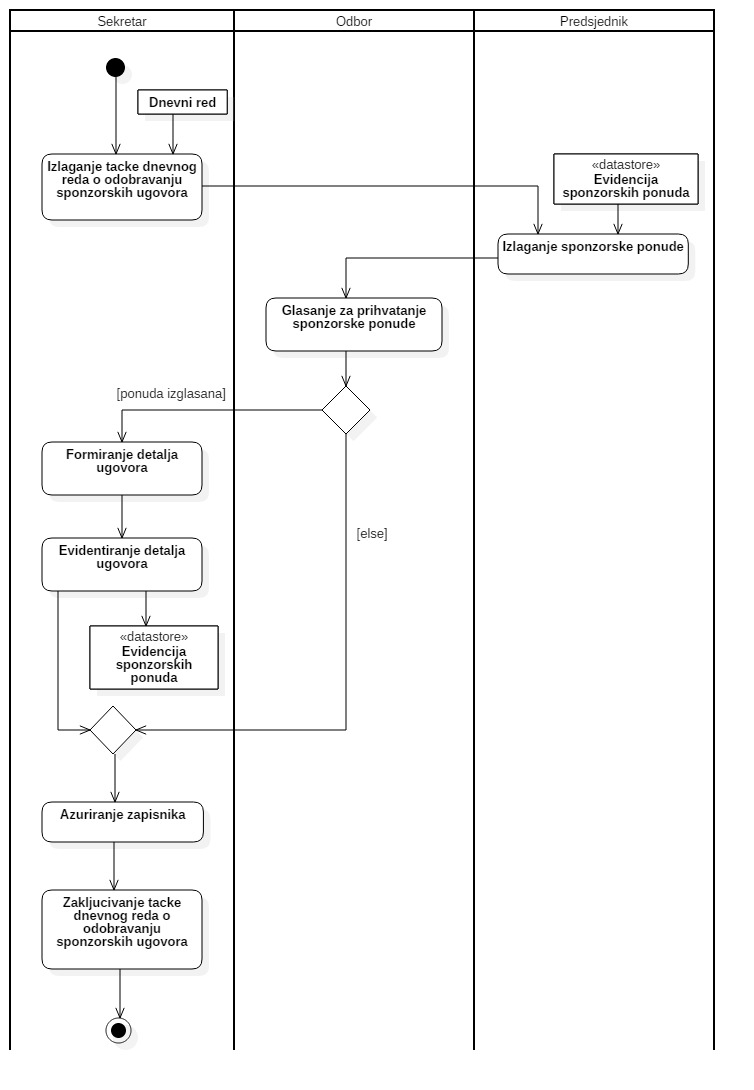 Sekretar
Odbor
Predsjednik
Dnevni red
Izlaganje tacke dnevnog
reda o odobravanju
sponzorskih ugovora
«datastore»
Evidencija
sponzorskih ponuda
Izlaganje sponzorske ponude
Glasanje za prihvatanje
sponzorske ponude
[ponuda izglasana]
Formiranje detalja
ugovora
[else]
Evidentiranje detalja
ugovora
«datastore»
Evidencija
sponzorskih
ponuda
Azuriranje zapisnika
Zakljucivanje tacke
dnevnog reda o
odobravanju
sponzorskih ugovora